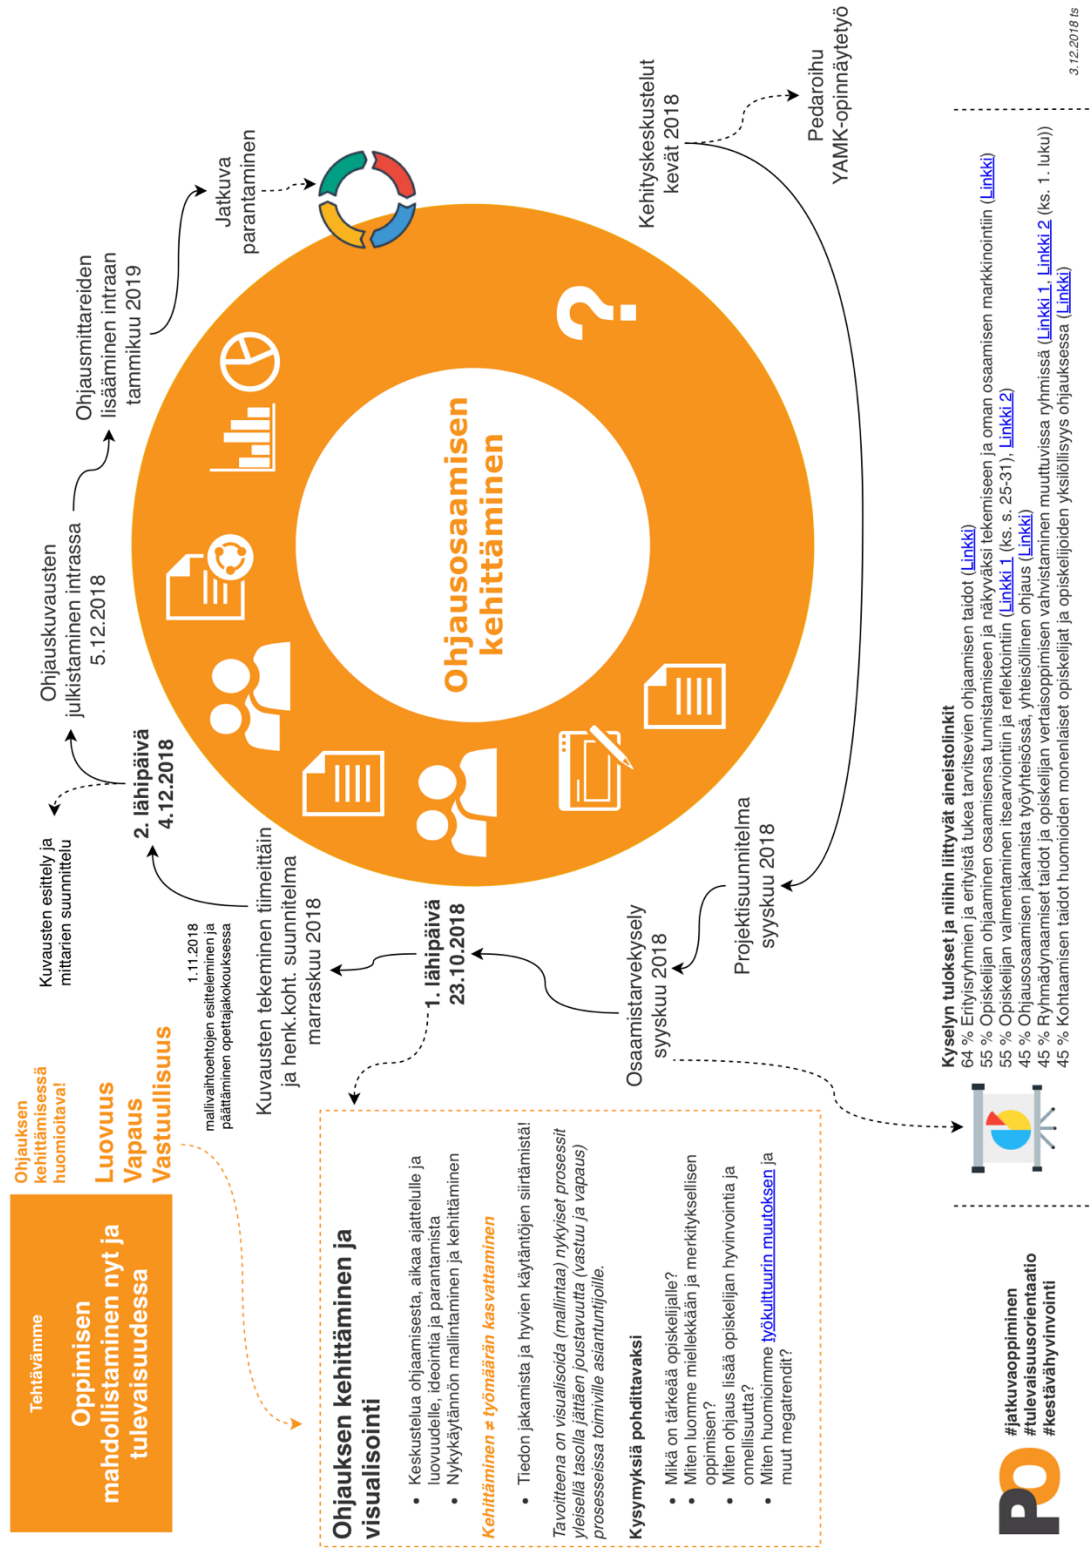 Tehtävämme
Oppimisen
mahdollistaminen nyt ja
tulevaisuudessa
Ohjauksen
kehittämisessä
huomioitava!
Luovuus
Vapaus
Vastuullisuus
Ohjauksen kehittäminen ja
visualisointi
• Keskustelua ohjaamisesta, aikaa ajattelulle ja
luovuudelle, ideointia ja parantamista
• Nykykäytännön mallintaminen ja kehittäminen
Kehittäminen ≠ työmäärän kasvattaminen
• Tiedon jakamista ja hyvien käytäntöjen siirtämistä!
Tavoitteena on visualisoida (mallintaa) nykyiset prosessit
yleisellä tasolla jättäen joustavuutta (vastuu ja vapaus)
prosesseissa toimiville asiantuntijoille.
Kysymyksiä pohdittavaksi
• Mikä on tärkeää opiskelijalle?
• Miten luomme mielekkään ja merkityksellisen
oppimisen?
• Miten ohjaus lisää opiskelijan hyvinvointia ja
onnellisuutta?
• Miten huomioimme työkulttuurin muutoksen ja
muut megatrendit?
Kuvausten esittely ja
mittarien suunnittelu
2. lähipäivä
4.12.2018
1.11.2018
mallivaihtoehtojen esitteleminen ja
päättäminen opettajakokouksessa
Kuvausten tekeminen tiimeittäin
ja henk.koht. suunnitelma
marraskuu 2018
1. lähipäivä
23.10.2018
Osaamistarvekysely
syyskuu 2018
Projektisuunnitelma
syyskuu 2018
Ohjauskuvausten
julkistaminen intrassa
5.12.2018
Ohjausmittareiden
lisääminen intraan
tammikuu 2019
Jatkuva
parantaminen
Ohjausosaamisen
kehittäminen
?
Kehityskeskustelut
kevät 2018
Pedaroihu
YAMK-opinnäytetyö
PO
#jatkuvaoppiminen
#tulevaisuusorientaatio
#kestävähyvinvointi
Kyselyn tulokset ja niihin liittyvät aineistolinkit
64 % Erityisryhmien ja erityistä tukea tarvitsevien ohjaamisen taidot (Linkki)
55 % Opiskelijan ohjaaminen osaamisensa tunnistamiseen ja näkyväksi tekemiseen ja oman osaamisen markkinointiin (Linkki)
55 % Opiskelijan valmentaminen itsearviointiin ja reflektointiin (Linkki 1 (ks. s. 25-31), Linkki 2)
45 % Ohjausosaamisen jakamista työyhteisössä, yhteisöllinen ohjaus (Linkki)
45 % Ryhmädynaamiset taidot ja opiskelijan vertaisoppimisen vahvistaminen muuttuvissa ryhmissä (Linkki 1, Linkki 2 (ks. 1. luku))
45 % Kohtaamisen taidot huomioiden monenlaiset opiskelijat ja opiskelijoiden yksilöllisyys ohjauksessa (Linkki)
3.12.2018 ts